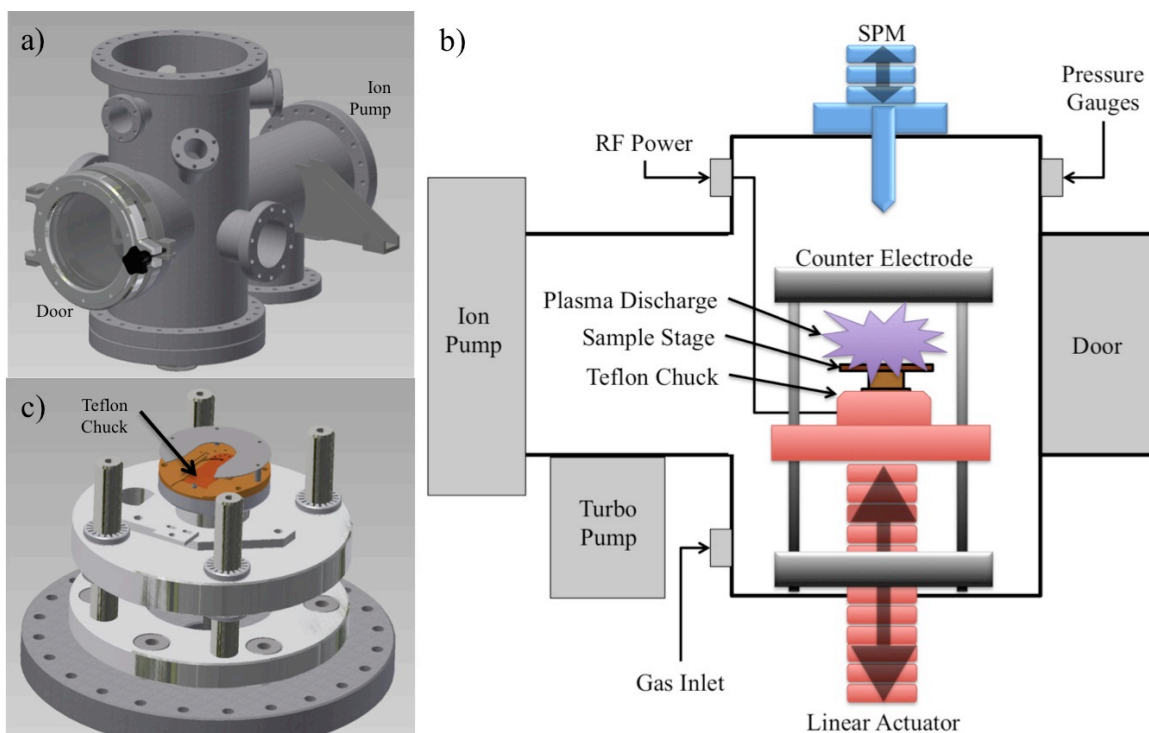 a)
Ion
Pump
Door
b)
SPM
Pressure
Gauges
RF Power
Counter Electrode
Plasma Discharge
Sample Stage
Teflon Chuck
Ion
Pump
Door
Turbo
Pump
Gas Inlet
Linear Actuator
c)
Teflon
Chuck